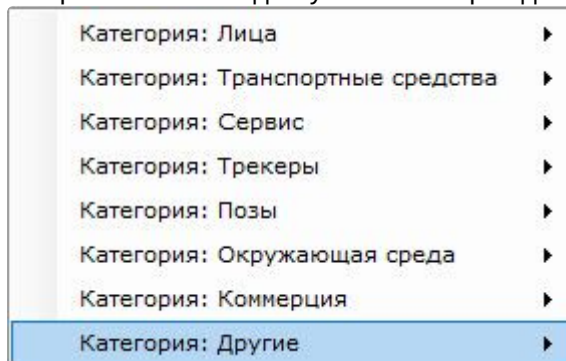 Категория: Лица
Категория: Транспортные средства
Категория: Сервис
Категория: Трекеры
Категория: Позы
Категория: Окружающая среда
Категория: Коммерция
Категория: Другие